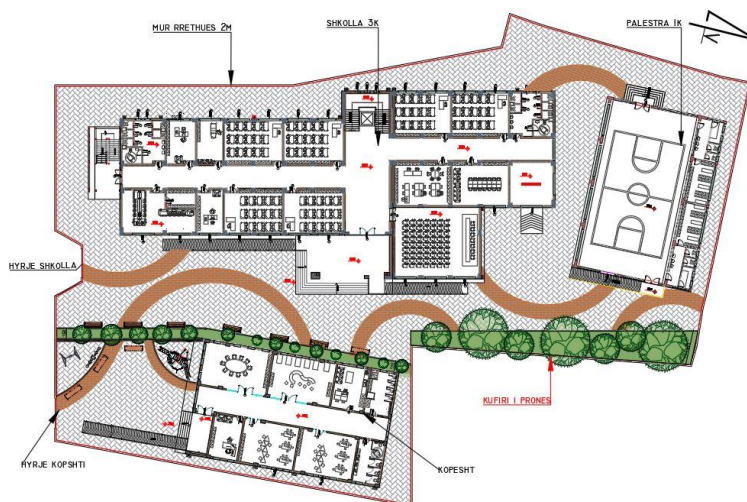 MUR RRETHUES 2M
SHKOLLA 3K
PALESTRA 1K
HYRJE SHKOLLA
KUFIRI I PRONES
HYRJE KOPSHTI
KOPESHT